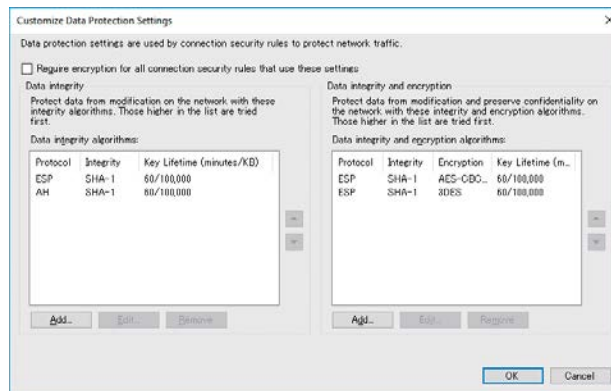 Customize Data Protection Settings
Data protection settings are used by connection security rules to protect network traffic.
Require encryption for all connection security rules that use these settings
Data integrity
Protect data from modification on the network with these
integrity algorithms. Those higher in the list are tried
first.
Data integrity algorithms:
Protocol Integrity Key Lifetime (minutes/KB)
ESP SHA-1 60/100,000
AH SHA-1 60/100,000
Add... Edit... Remove
Data integrity and encryption
Protect data from modification and preserve confidentiality on
the network with these integrity and encryption algorithms.
Those higher in the list are tried first.
Data integrity and encryption algorithms:
Protocol Integrity Encryption Key Lifetime (m...
ESP SHA-1 AES-CBC... 60/100,000
ESP SHA-1 3DES 60/100,000
Add... Edit... Remove
OK Cancel